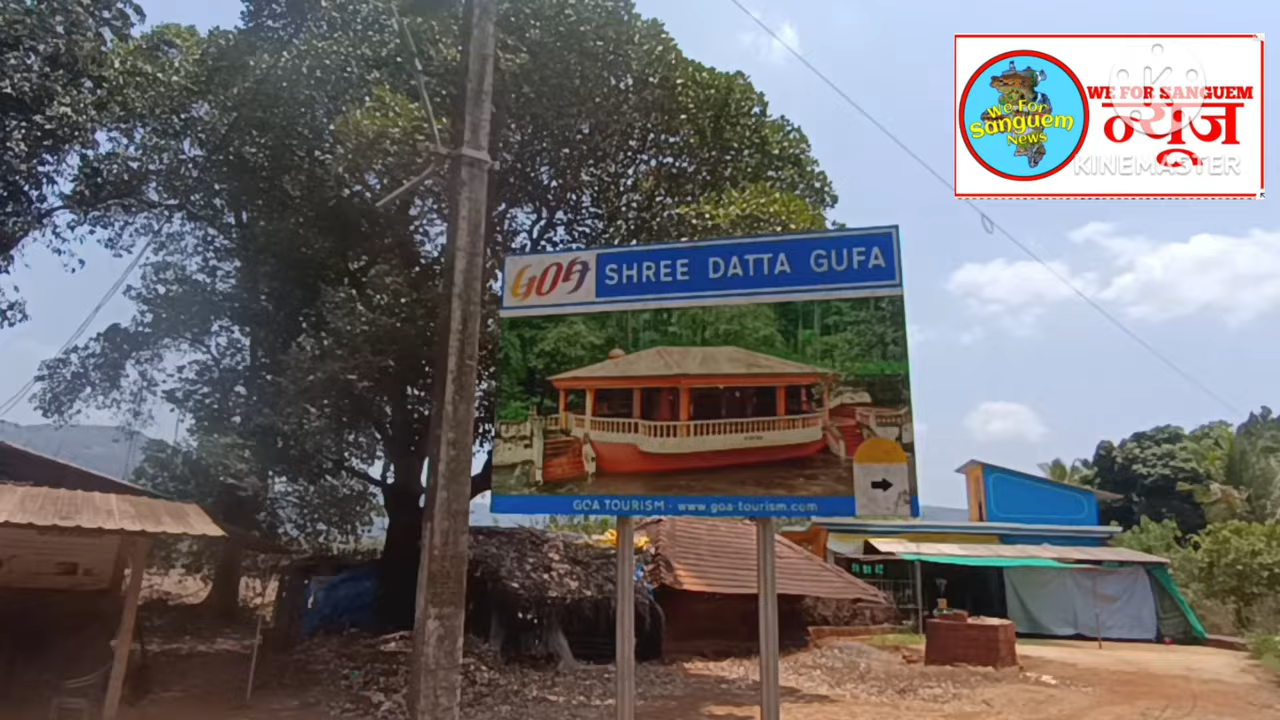 We For
Sanguem
News
WE FOR SANGUEM
न्यूज
KINEMASTER
GOA SHREE DATTA GUFA
GOA TOURISM - www.goa-tourism.com